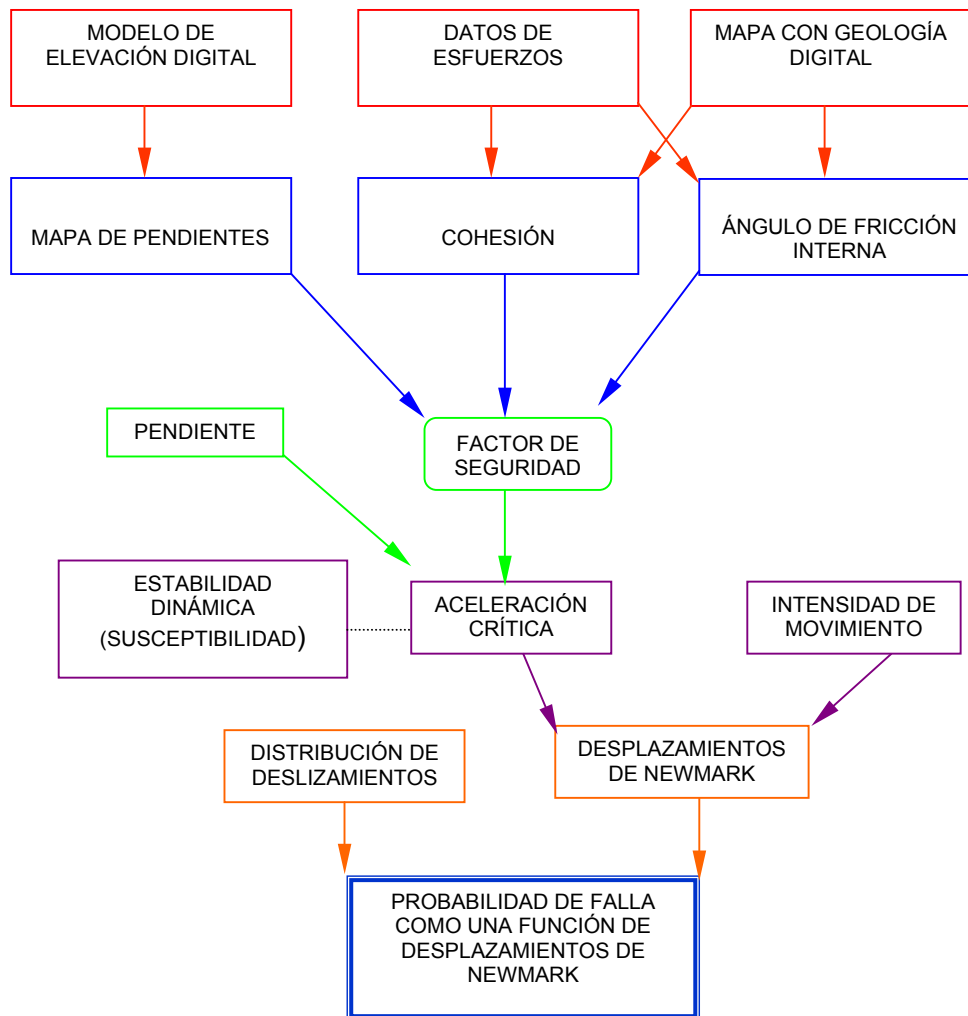 MODELO DE
ELEVACIÓN DIGITAL
DATOS DE
ESFUERZOS
MAPA CON GEOLOGÍA
DIGITAL
MAPA DE PENDIENTES
COHESIÓN
ÁNGULO DE FRICCIÓN
INTERNA
PENDIENTE
FACTOR DE
SEGURIDAD
ESTABILIDAD
DINÁMICA
(SUSCEPTIBILIDAD)
ACELERACIÓN
CRÍTICA
INTENSIDAD DE
MOVIMIENTO
DISTRIBUCIÓN DE
DESLIZAMIENTOS
DESPLAZAMIENTOS
DE NEWMARK
PROBABILIDAD DE FALLA
COMO UNA FUNCIÓN DE
DESPLAZAMIENTOS DE
NEWMARK